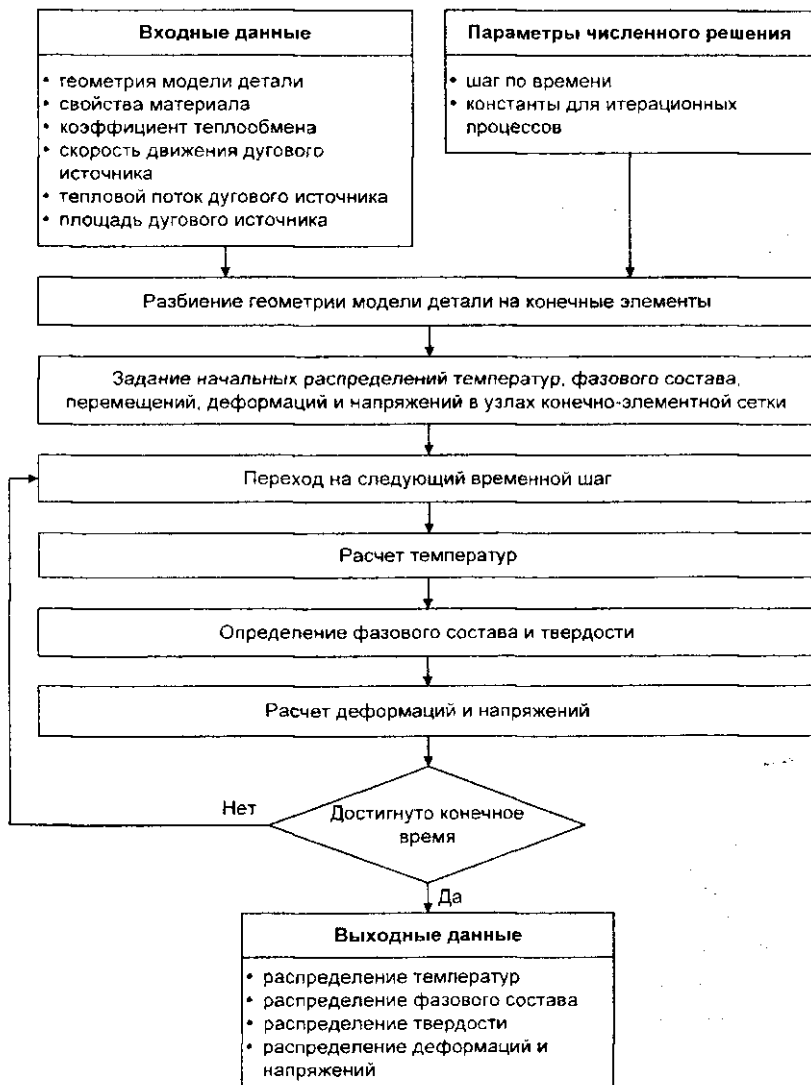 Входные данные
• геометрия модели детали
• свойства материала
• коэффициент теплообмена
• скорость движения дугового
источника
• тепловой поток дугового источника
• площадь дугового источника
Параметры численного решения
• шаг по времени
• константы для итерационных
процессов
Разбиение геометрии модели детали на конечные элементы
Задание начальных распределений температур, фазового состава,
перемещений, деформаций и напряжений в узлах конечно-элементной сетки
Переход на следующий временной шаг
Расчет температур
Определение фазового состава и твердости
Расчет деформаций и напряжений
Нет
Достигнуто конечное
время
Да
Выходные данные
• распределение температур
• распределение фазового состава
• распределение твердости
• распределение деформаций и
напряжений